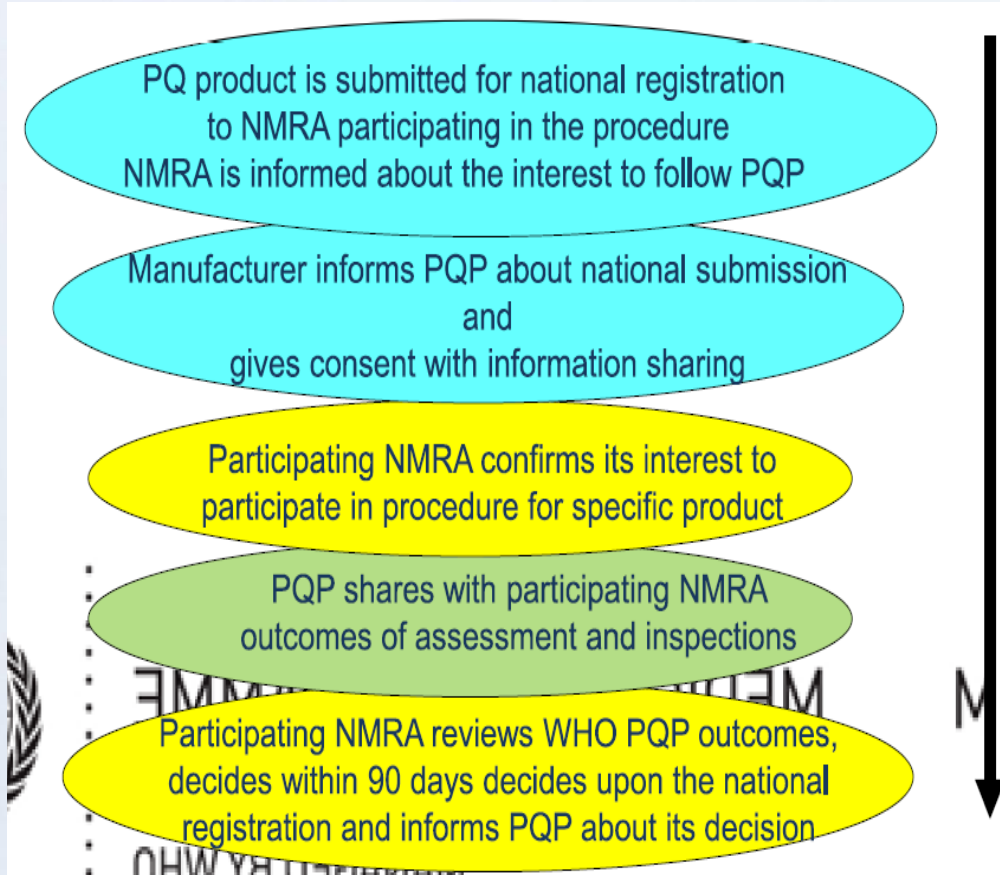 PQ product is submitted for national registration
to NMRA participating in the procedure
NMRA is informed about the interest to follow PQP
Manufacturer informs PQP about national submission
and
gives consent with information sharing
Participating NMRA confirms its interest to
participate in procedure for specific product
PQP shares with participating NMRA
outcomes of assessment and inspections
Participating NMRA reviews WHO PQP outcomes,
decides within 90 days decides upon the national
registration and informs PQP about its decision